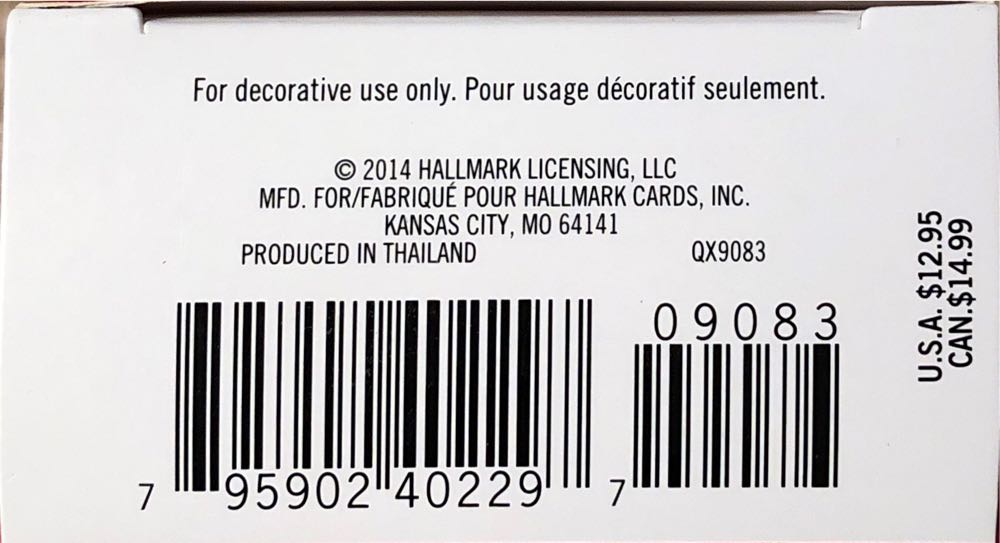 For decorative use only. Pour usage décoratif seulement.
© 2014 HALLMARK LICENSING, LLC
MFD. FOR/FABRIQUÉ POUR HALLMARK CARDS, INC.
KANSAS CITY, MO 64141
PRODUCED IN THAILAND QX9083
09083
7 95902 40229 7
U.S.A. $12.95
CAN.$14.99